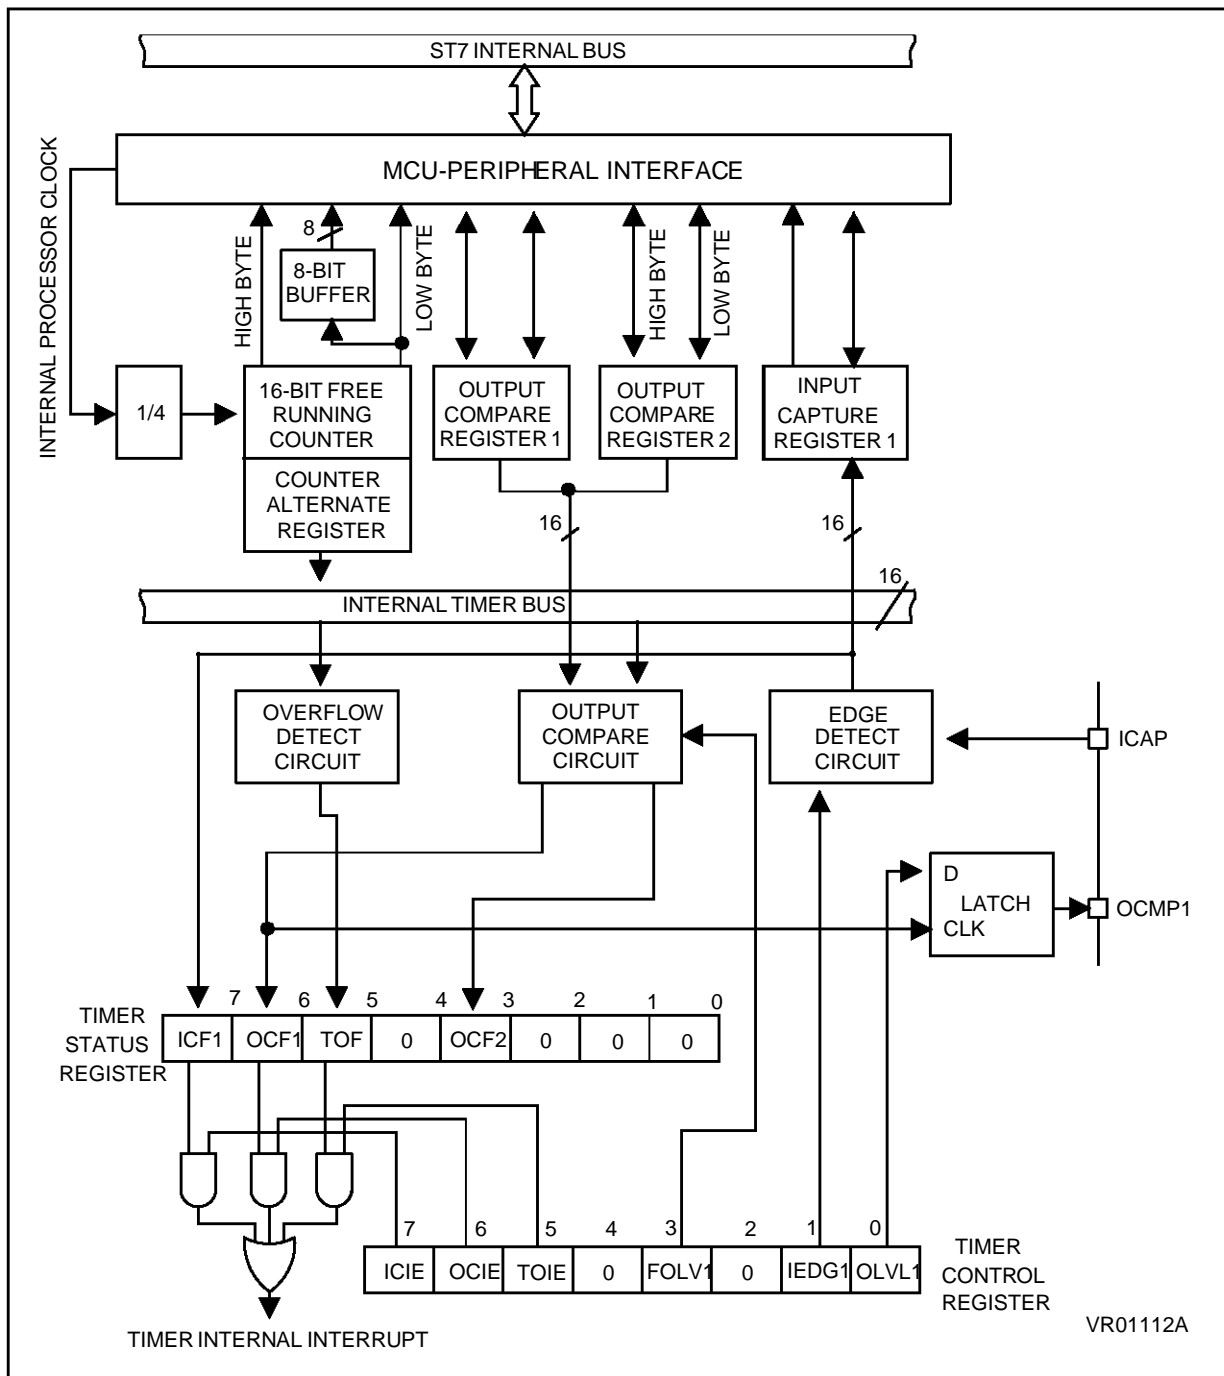 ST7 INTERNAL BUS
MCU-PERIPHERAL INTERFACE
INTERNAL PROCESSOR CLOCK
HIGH BYTE
8
8-BIT
BUFFER
LOW BYTE
HIGH BYTE
LOW BYTE
1/4
16-BIT FREE
RUNNING
COUNTER
COUNTER
ALTERNATE
REGISTER
OUTPUT
COMPARE
REGISTER 1
OUTPUT
COMPARE
REGISTER 2
INPUT
CAPTURE
REGISTER 1
16
16
16
INTERNAL TIMER BUS
OVERFLOW
DETECT
CIRCUIT
OUTPUT
COMPARE
CIRCUIT
EDGE
DETECT
CIRCUIT
ICAP
D
LATCH
CLK
OCMP1
TIMER
STATUS
REGISTER
7 6 5 4 3 2 1 0
ICF1 OCF1 TOF 0 OCF2 0 0 0
7 6 5 4 3 2 1 0
ICIE OCIE TOIE 0 FOLV1 0 IEDG1 OLVL1
TIMER
CONTROL
REGISTER
TIMER INTERNAL INTERRUPT
VR01112A